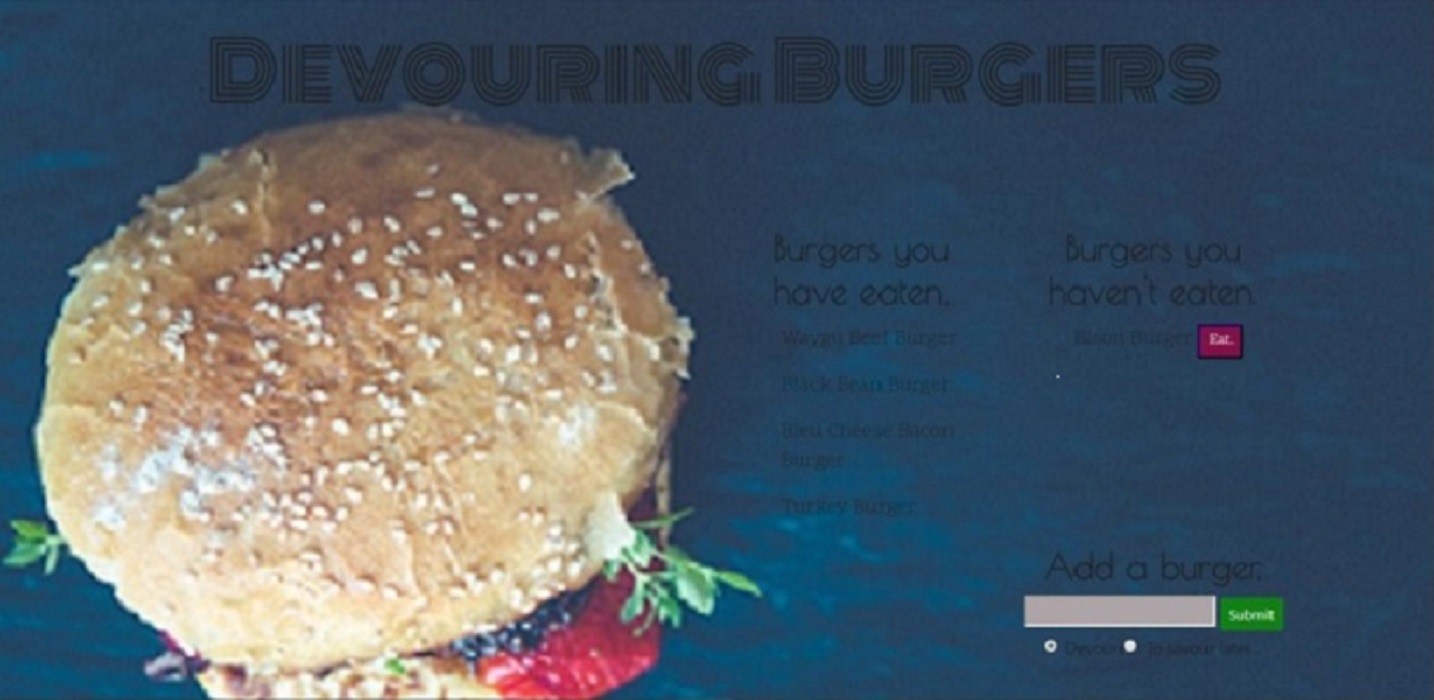 DEVOURING BURGERS
Burgers you
have eaten.
Waygu Beef Burger
Black Bean Burger
Bleu Cheese Bacon
Burger
Turkey Burger
Burgers you
haven't eaten.
Bison Burger Eat.
Add a burger.
Submit
Devour To savour later...